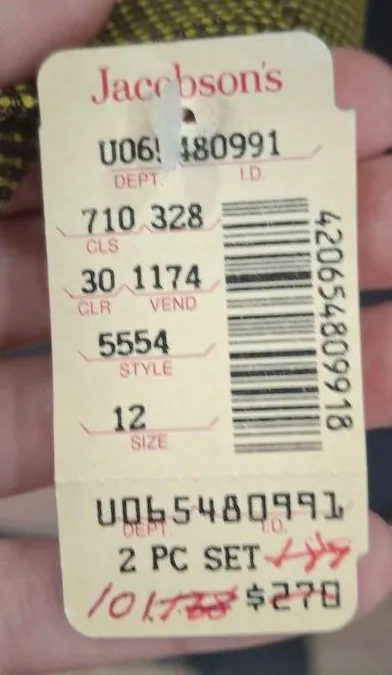 Jacobson's
U065480991
DEPT. I.D.
710 328
CLS
30 1174
CLR VEND
5554
STYLE
12
SIZE
420654809918
U065480991
DEPT. I.D.
2 PC SET
101. $278